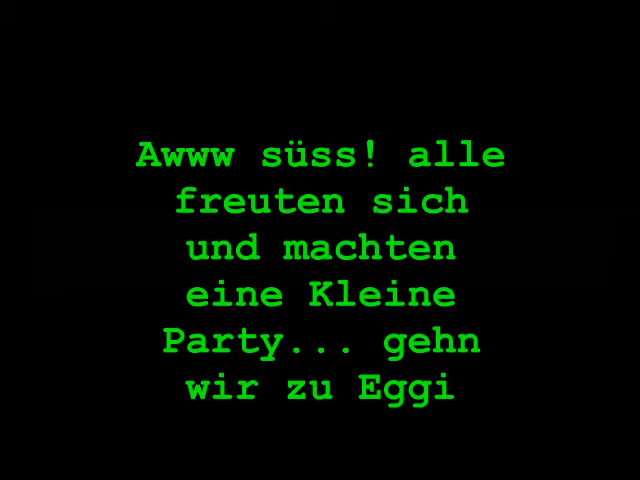 Awww süss! alle
freuten sich
und machten
eine Kleine
Party... gehn
wir zu Eggi